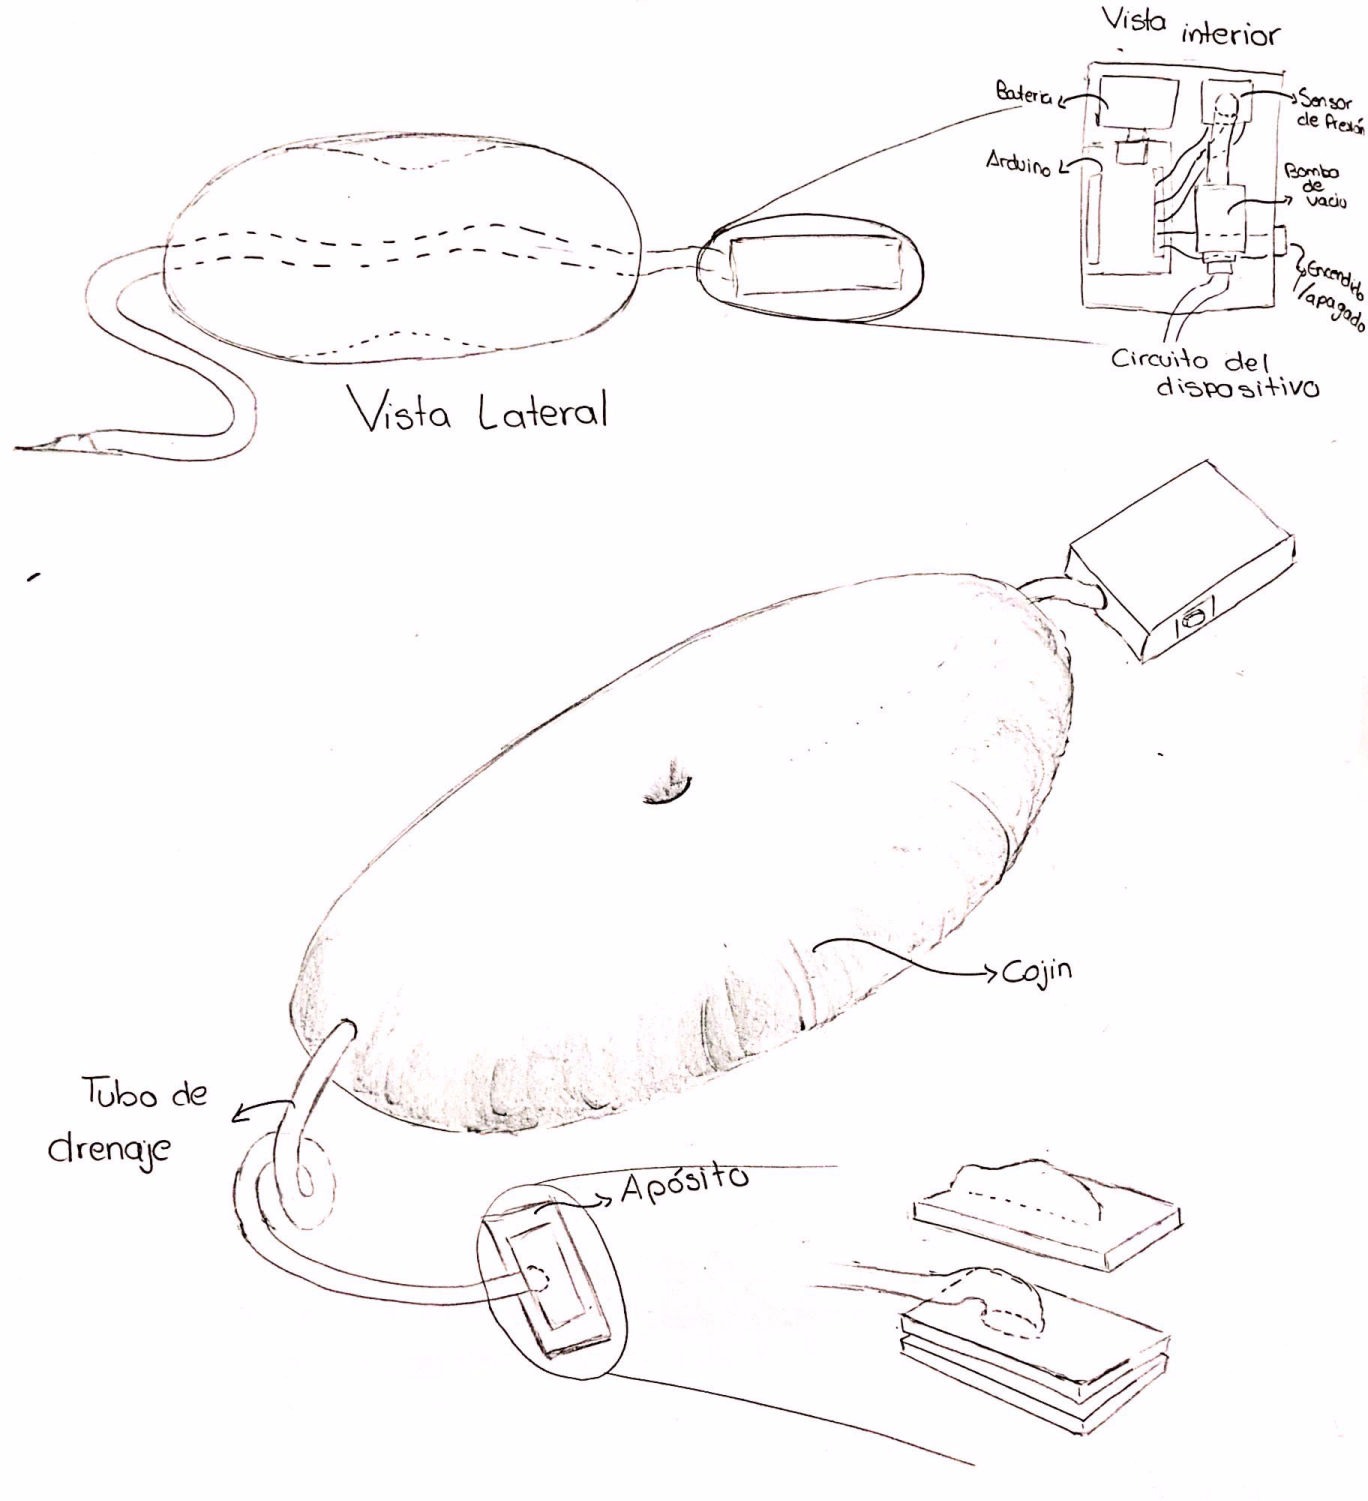 Vista interior
Bateria
Sensor
de Presión
Arduino
Bomba
de
vacio
Encendido
/apagado
Circuito del
dispositivo
Vista Lateral
Cojin
Tubo de
drenaje
Apósito